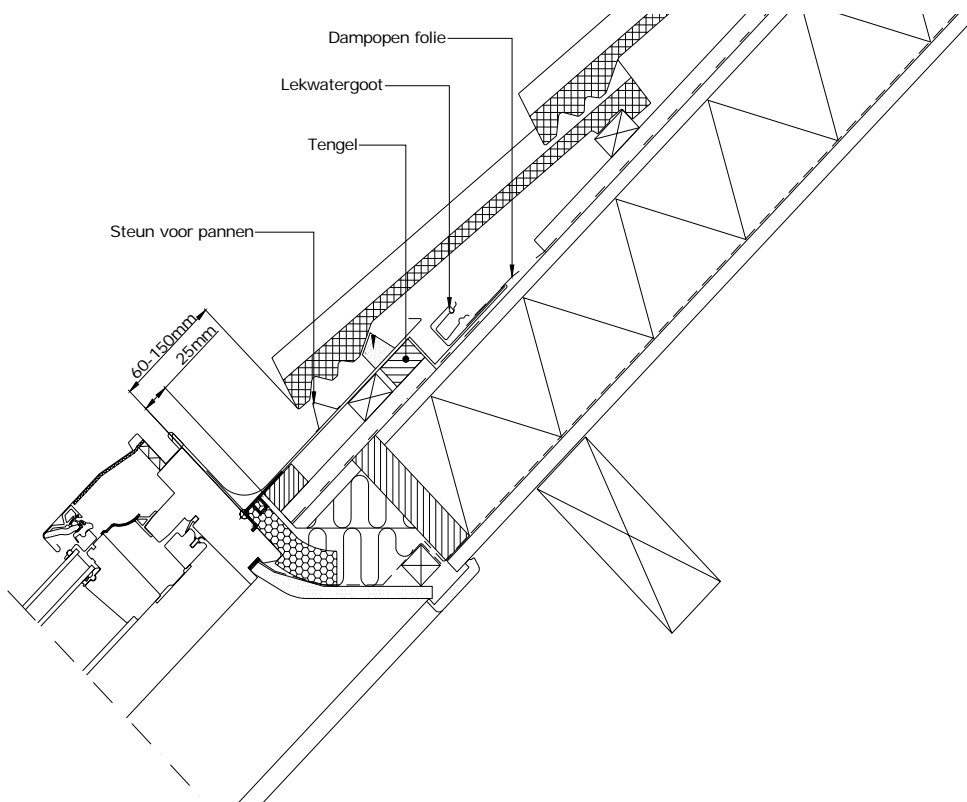 Dampopen folie
Lekwatergoot
Tengel
Steun voor pannen
60-150mm
25mm